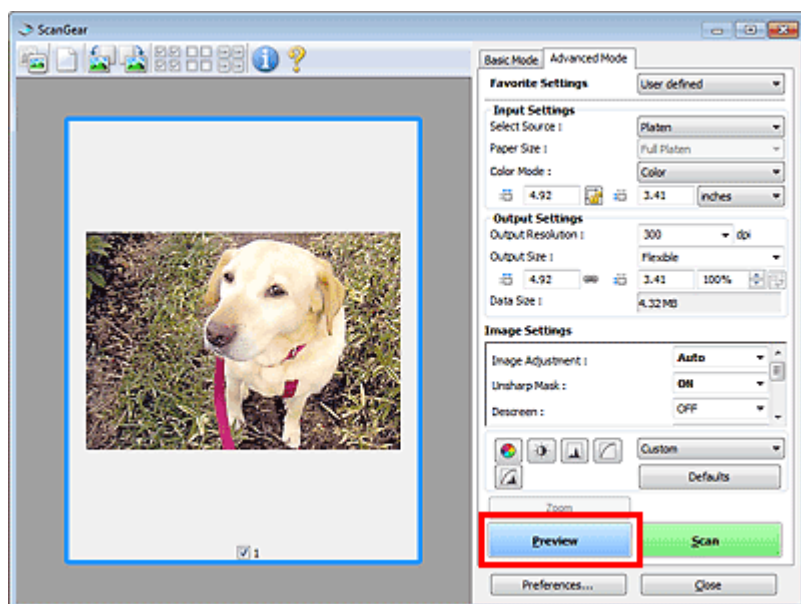 ScanGear
Basic Mode Advanced Mode
Favorite Settings User defined
Input Settings
Select Source : Platen
Paper Size : Full Platen
Color Mode : Color
4.92 3.41 inches
Output Settings
Output Resolution : 300 dpi
Output Size : Flexible
4.92 3.41 100%
Data Size : 4.32 MB
Image Settings
Image Adjustment : Auto
Unsharp Mask : ON
Descreen : OFF
Custom
Defaults
Zoom
Preview Scan
1
Preferences... Close